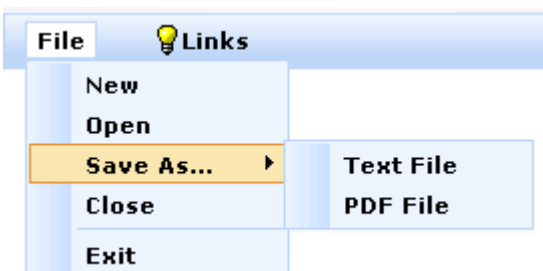 File Links
New
Open
Save As... Text File
Close PDF File
Exit